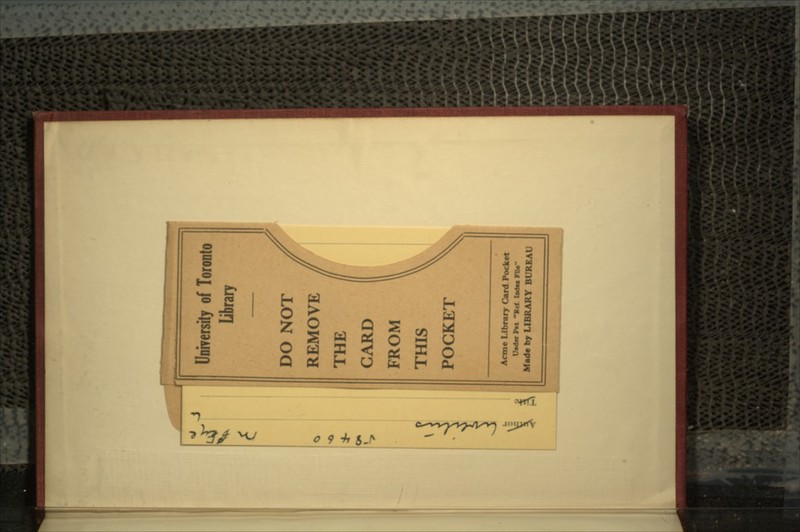 University of Toronto
Library
DO NOT
REMOVE
THE
CARD
FROM
THIS
POCKET
Acme Library Card Pocket
Under Pat. "Ref. Index File"
Made by LIBRARY BUREAU
Author
Title
58460